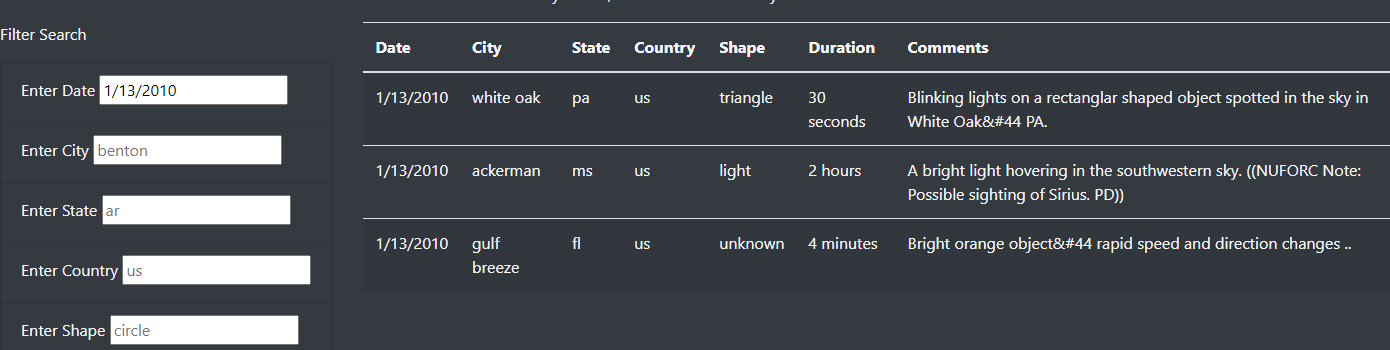 Filter Search
Enter Date 1/13/2010
Enter City benton
Enter State ar
Enter Country us
Enter Shape circle
Date City State Country Shape Duration Comments
1/13/2010 white oak pa us triangle 30 Blinking lights on a rectanglar shaped object spotted in the sky in
seconds White Oak&#44 PA.
1/13/2010 ackerman ms us light 2 hours A bright light hovering in the southwestern sky. ((NUFORC Note:
Possible sighting of Sirius. PD))
1/13/2010 gulf fl us unknown 4 minutes Bright orange object&#44 rapid speed and direction changes ..
breeze